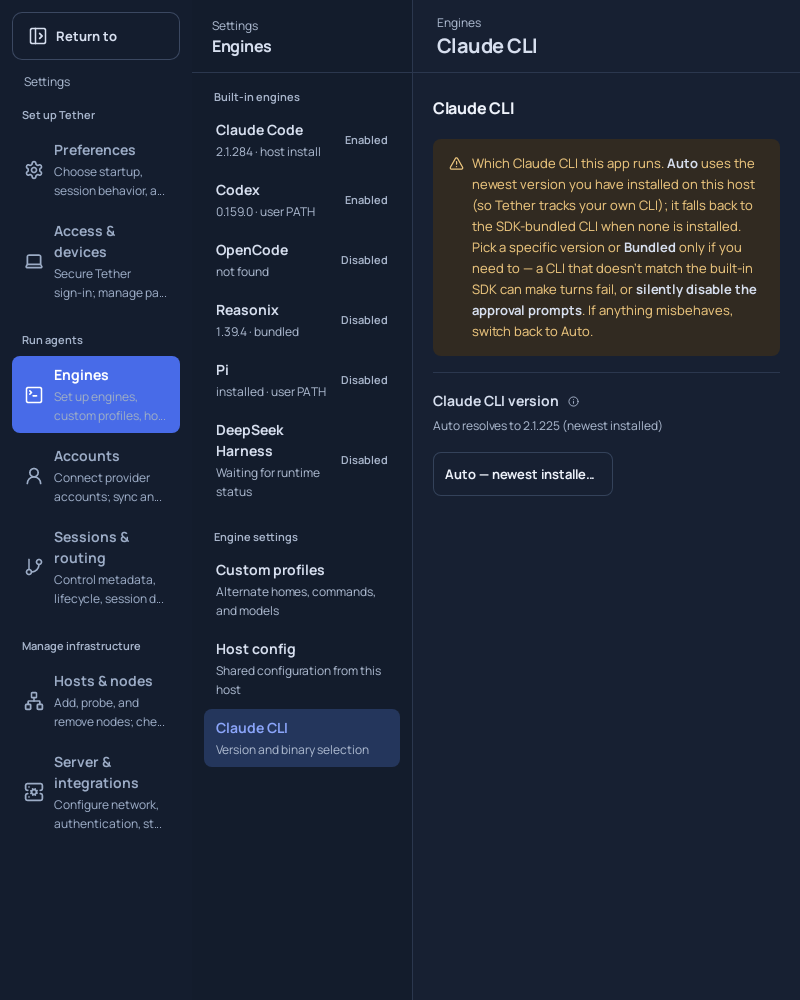 Return to
Settings
Set up Tether
Preferences
Choose startup,
session behavior, a...
Access &
devices
Secure Tether
sign-in; manage pa...
Run agents
Engines
Set up engines,
custom profiles, ho...
Accounts
Connect provider
accounts; sync an...
Sessions &
routing
Control metadata,
lifecycle, session d...
Manage infrastructure
Hosts & nodes
Add, probe, and
remove nodes; che...
Server &
integrations
Configure network,
authentication, st...
Settings
Engines
Built-in engines
Claude Code
2.1.284 · host install
Enabled
Codex
0.159.0 · user PATH
Enabled
OpenCode
not found
Disabled
Reasonix
1.39.4 · bundled
Disabled
Pi
installed · user PATH
Disabled
DeepSeek
Harness
Waiting for runtime
status
Disabled
Engine settings
Custom profiles
Alternate homes, commands,
and models
Host config
Shared configuration from this
host
Claude CLI
Version and binary selection
Engines
Claude CLI
Claude CLI
Which Claude CLI this app runs. Auto uses the
newest version you have installed on this host
(so Tether tracks your own CLI); it falls back to
the SDK-bundled CLI when none is installed.
Pick a specific version or Bundled only if you
need to — a CLI that doesn't match the built-in
SDK can make turns fail, or silently disable the
approval prompts. If anything misbehaves,
switch back to Auto.
Claude CLI version
Auto resolves to 2.1.225 (newest installed)
Auto — newest installe...